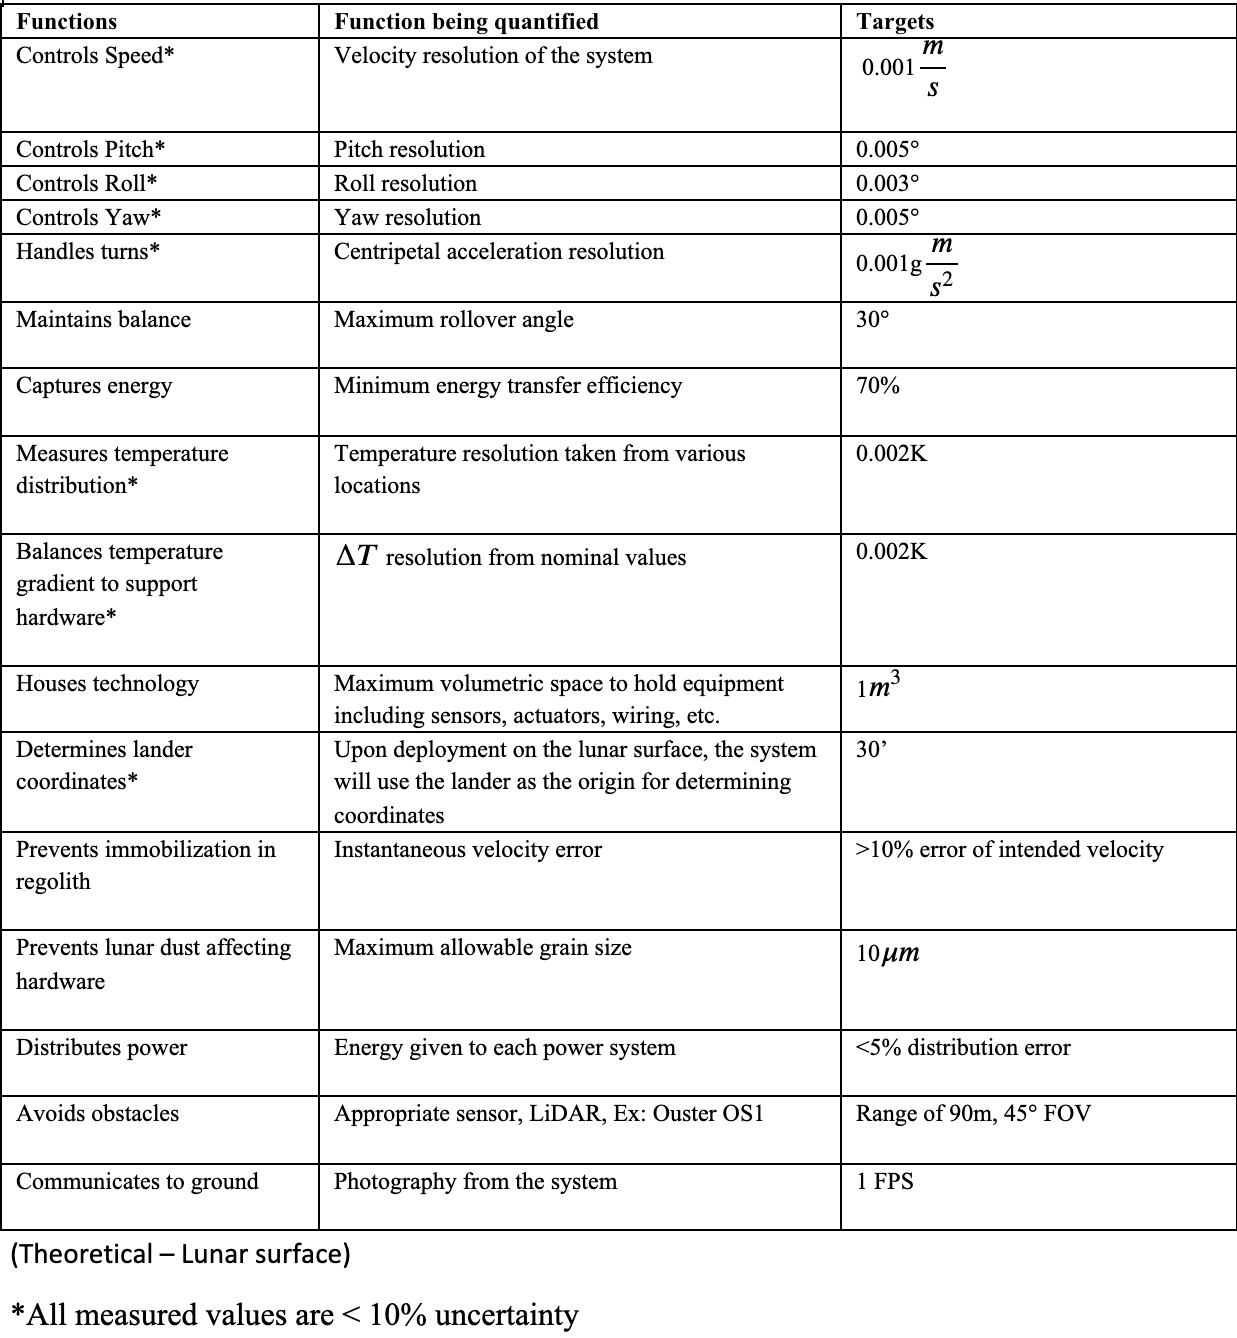 Functions Function being quantified Targets
Controls Speed* Velocity resolution of the system 0.001 m/s
Controls Pitch* Pitch resolution 0.005°
Controls Roll* Roll resolution 0.003°
Controls Yaw* Yaw resolution 0.005°
Handles turns* Centripetal acceleration resolution 0.001g m/s²
Maintains balance Maximum rollover angle 30°
Captures energy Minimum energy transfer efficiency 70%
Measures temperature Temperature resolution taken from various 0.002K
distribution* locations
Balances temperature ΔT resolution from nominal values 0.002K
gradient to support
hardware*
Houses technology Maximum volumetric space to hold equipment 1m³
including sensors, actuators, wiring, etc.
Determines lander Upon deployment on the lunar surface, the system 30’
coordinates* will use the lander as the origin for determining
coordinates
Prevents immobilization in Instantaneous velocity error >10% error of intended velocity
regolith
Prevents lunar dust affecting Maximum allowable grain size 10μm
hardware
Distributes power Energy given to each power system <5% distribution error
Avoids obstacles Appropriate sensor, LiDAR, Ex: Ouster OS1 Range of 90m, 45° FOV
Communicates to ground Photography from the system 1 FPS
(Theoretical – Lunar surface)
*All measured values are < 10% uncertainty